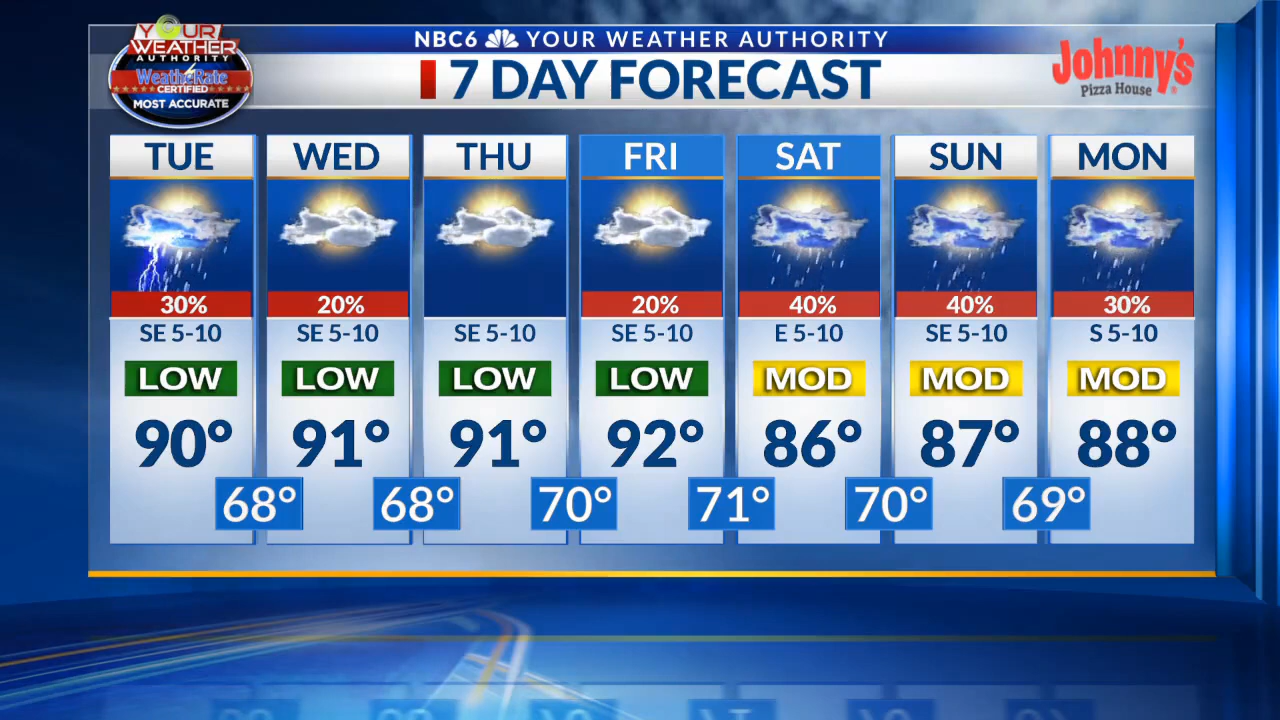 YOUR
WEATHER
AUTHORITY
WeatheRate
CERTIFIED
MOST ACCURATE
NBC6 YOUR WEATHER AUTHORITY
7 DAY FORECAST
Johnny's
Pizza House
TUE WED THU FRI SAT SUN MON
30% 20% 20% 40% 40% 30%
SE 5-10 SE 5-10 SE 5-10 SE 5-10 E 5-10 SE 5-10 S 5-10
LOW LOW LOW LOW MOD MOD MOD
90° 91° 91° 92° 86° 87° 88°
68° 68° 70° 71° 70° 69°